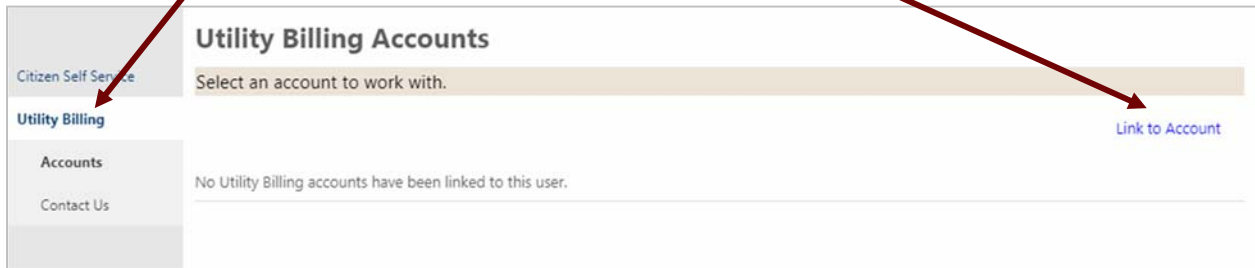 Utility Billing Accounts
Citizen Self Service
Select an account to work with.
Utility Billing
Link to Account
Accounts
No Utility Billing accounts have been linked to this user.
Contact Us